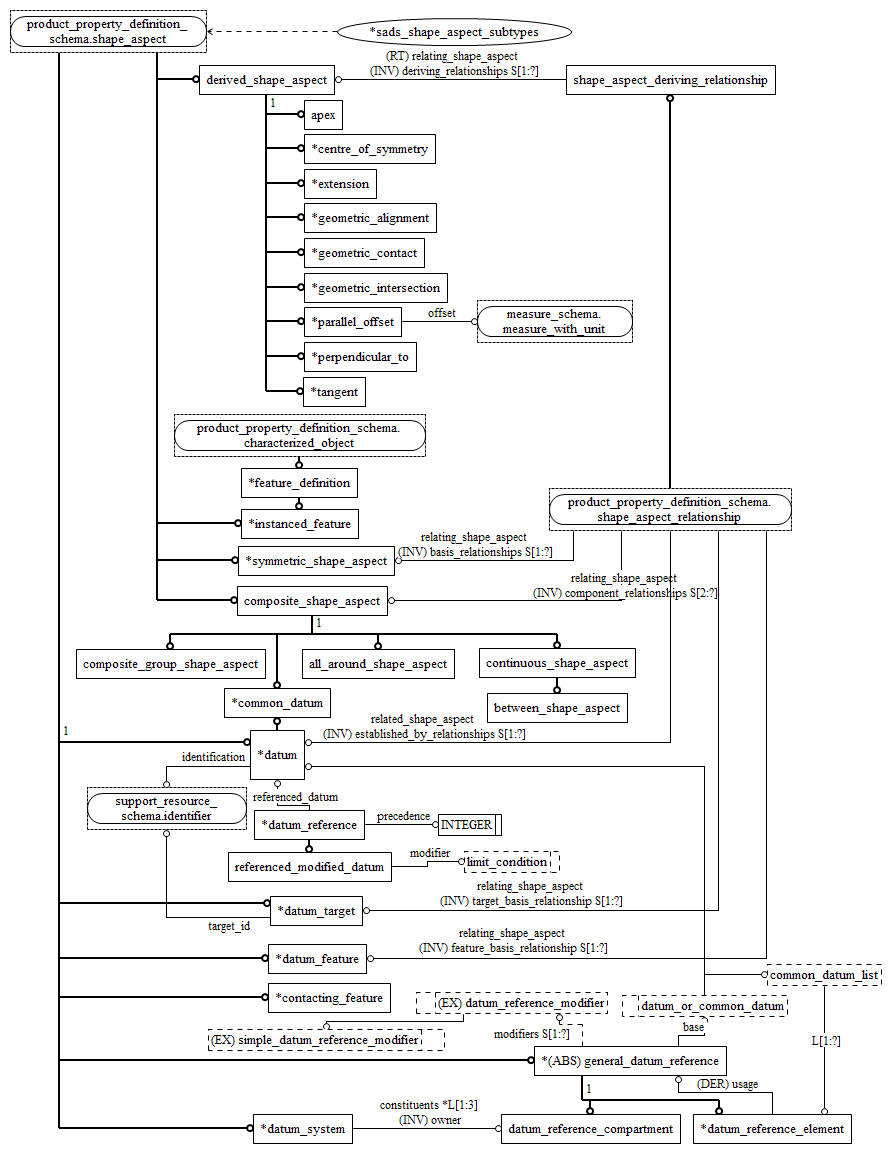 product_property_definition_
schema.shape_aspect
*sads_shape_aspect_subtypes
(RT) relating_shape_aspect
(INV) deriving_relationships S[1:?]
derived_shape_aspect
shape_aspect_deriving_relationship
1
apex
*centre_of_symmetry
*extension
*geometric_alignment
*geometric_contact
*geometric_intersection
*parallel_offset
offset
measure_schema.
measure_with_unit
*perpendicular_to
*tangent
product_property_definition_schema.
characterized_object
*feature_definition
product_property_definition_schema.
shape_aspect_relationship
*instanced_feature
relating_shape_aspect
(INV) basis_relationships S[1:?]
*symmetric_shape_aspect
relating_shape_aspect
(INV) component_relationships S[2:?]
composite_shape_aspect
1
composite_group_shape_aspect
all_around_shape_aspect
continuous_shape_aspect
*common_datum
between_shape_aspect
related_shape_aspect
(INV) established_by_relationships S[1:?]
1
*datum
identification
support_resource_
schema.identifier
referenced_datum
*datum_reference
precedence
INTEGER
referenced_modified_datum
modifier
limit_condition
relating_shape_aspect
(INV) target_basis_relationship S[1:?]
*datum_target
target_id
relating_shape_aspect
(INV) feature_basis_relationship S[1:?]
*datum_feature
common_datum_list
*contacting_feature
(EX) datum_reference_modifier
datum_or_common_datum
(EX) simple_datum_reference_modifier
modifiers S[1:?]
base
L[1:?]
*(ABS) general_datum_reference
1
(DER) usage
constituents *L[1:3]
(INV) owner
*datum_system
datum_reference_compartment
*datum_reference_element